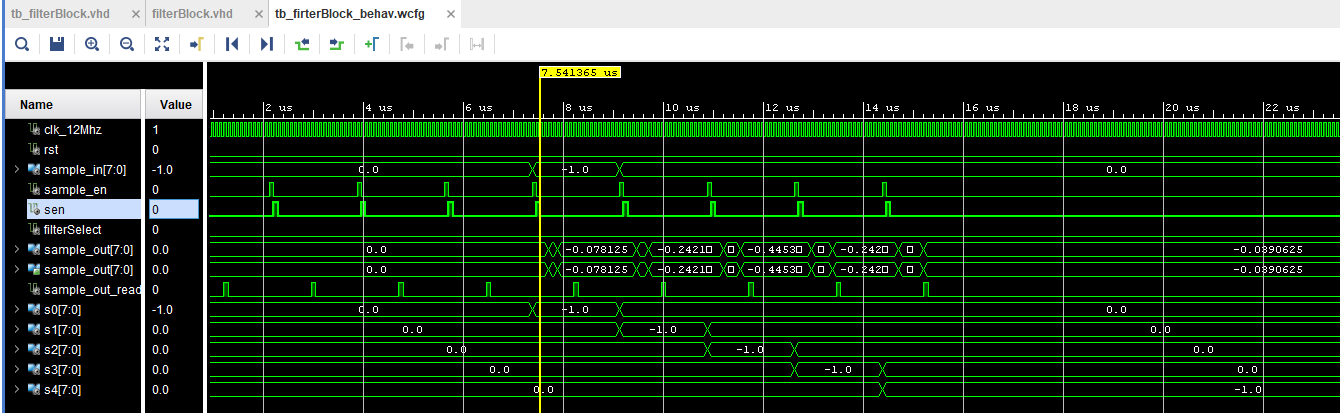 tb_filterBlock.vhd × filterBlock.vhd × tb_firterBlock_behav.wcfg ×
7.541365 us
2 us 4 us 6 us 8 us 10 us 12 us 14 us 16 us 18 us 20 us 22 us
Name Value
clk_12Mhz 1
rst 0
sample_in[7:0] -1.0 0.0 -1.0 0.0
sample_en 0
sen 0
filterSelect 0
sample_out[7:0] 0.0 0.0 -0.078125 -0.2421 -0.4453 -0.242 -0.0390625
sample_out[7:0] 0.0 0.0 -0.078125 -0.2421 -0.4453 -0.242 -0.0390625
sample_out_read 0
s0[7:0] -1.0 0.0 -1.0 0.0
s1[7:0] 0.0 0.0 -1.0 0.0
s2[7:0] 0.0 0.0 -1.0 0.0
s3[7:0] 0.0 0.0 -1.0 0.0
s4[7:0] 0.0 0.0 -1.0